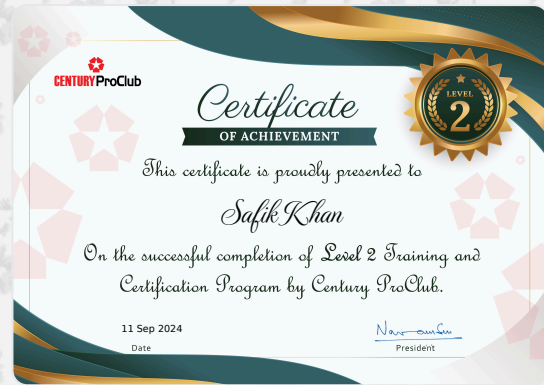 CENTURY ProClub
LEVEL
2
Certificate
OF ACHIEVEMENT
This certificate is proudly presented to
Safik Khan
On the successful completion of Level 2 Training and
Certification Program by Century ProClub.
11 Sep 2024
Date
President